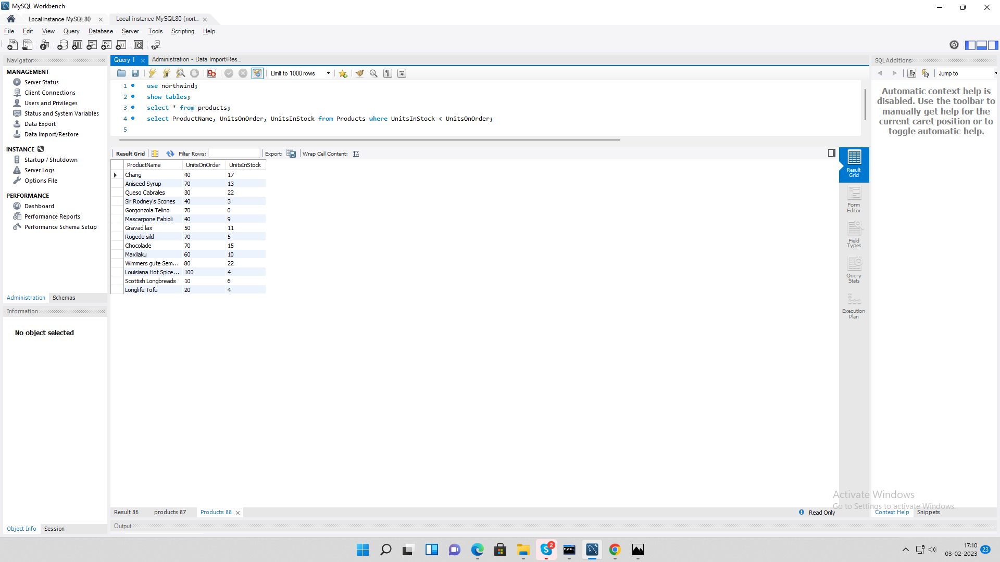 MySQL Workbench
Local instance MySQL80
Local instance MySQL80 (nort...
File Edit View Query Database Server Tools Scripting Help
Navigator
MANAGEMENT
Server Status
Client Connections
Users and Privileges
Status and System Variables
Data Export
Data Import/Restore
INSTANCE
Startup / Shutdown
Server Logs
Options File
PERFORMANCE
Dashboard
Performance Reports
Performance Schema Setup
Administration Schemas
Information
No object selected
Object Info Session
Query 1
Administration - Data Import/Res...
Limit to 1000 rows
1 use northwind;
2 show tables;
3 select * from products;
4 select ProductName, UnitsOnOrder, UnitsInStock from Products where UnitsInStock < UnitsOnOrder;
5
Result Grid Filter Rows: Export: Wrap Cell Content:
ProductName UnitsOnOrder UnitsInStock
Chang 40 17
Aniseed Syrup 70 13
Queso Cabrales 30 22
Sir Rodney's Scones 40 3
Gorgonzola Telino 70 0
Mascarpone Fabioli 40 9
Gravad lax 50 11
Rogede sild 70 5
Chocolade 70 15
Maxilaku 60 10
Wimmers gute Sem... 80 22
Louisiana Hot Spice... 100 4
Scottish Longbreads 10 6
Longlife Tofu 20 4
Result Grid
Form Editor
Field Types
Query Stats
Execution Plan
Result 86 products 87 Products 88
Read Only
Output
SQLAdditions
Jump to
Automatic context help is
disabled. Use the toolbar to
manually get help for the
current caret position or to
toggle automatic help.
Activate Windows
Go to Settings to activate Windows.
Context Help Snippets
2
17:10
03-02-2023
23